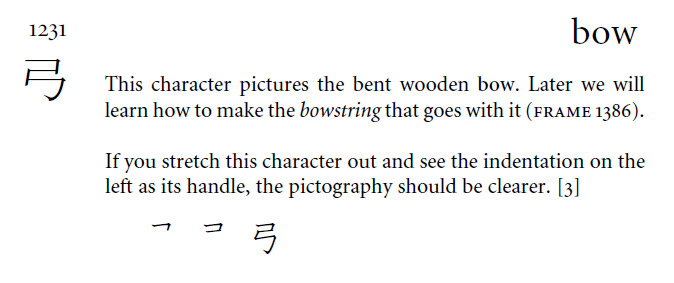 1231
bow
弓
This character pictures the bent wooden bow. Later we will
learn how to make the bowstring that goes with it (FRAME 1386).
If you stretch this character out and see the indentation on the
left as its handle, the pictography should be clearer. [3]
㇕ コ 弓